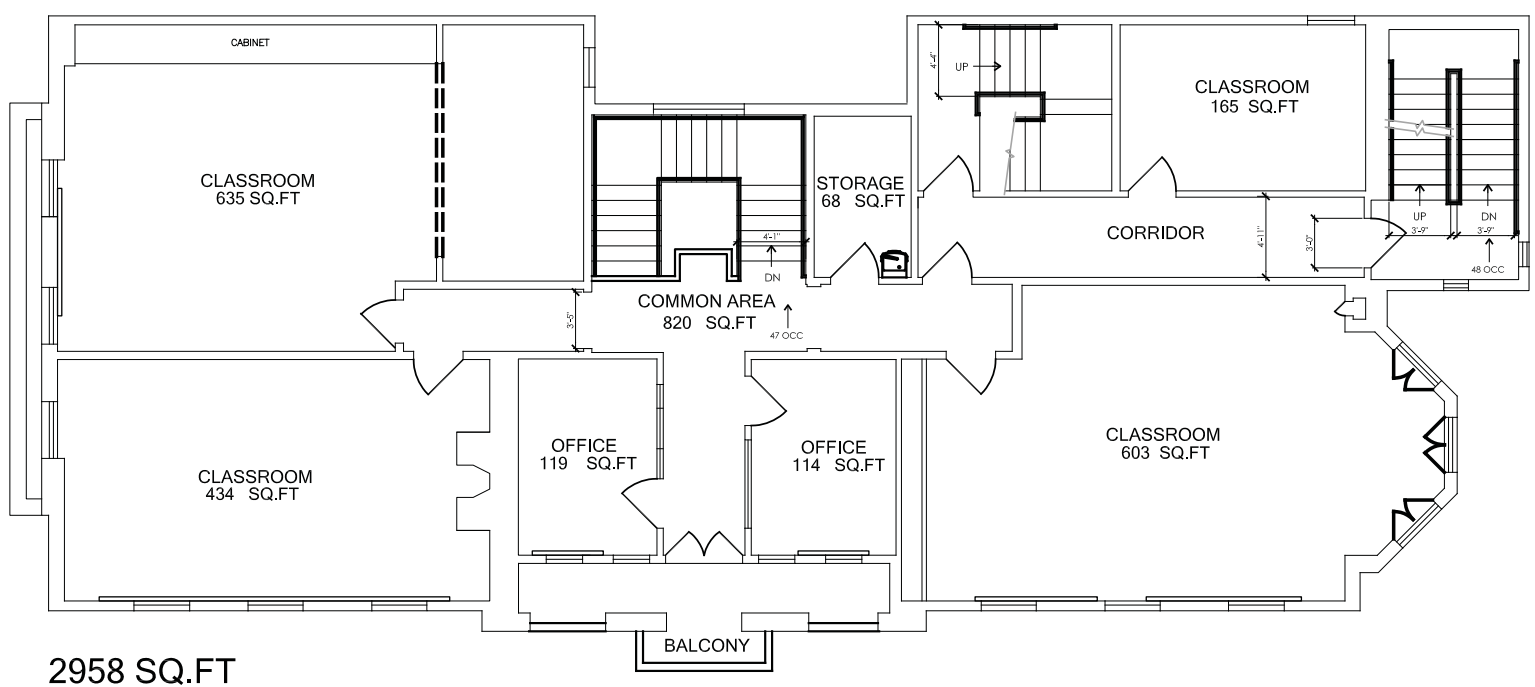 CABINET
UP
4'-4"
CLASSROOM
165 SQ.FT
CLASSROOM
635 SQ.FT
STORAGE
68 SQ.FT
4'-1"
DN
CORRIDOR
4'-11"
3'-0"
UP
DN
3'-9"
3'-9"
48 OCC
COMMON AREA
820 SQ.FT
3'-5"
47 OCC
OFFICE
119 SQ.FT
OFFICE
114 SQ.FT
CLASSROOM
603 SQ.FT
CLASSROOM
434 SQ.FT
BALCONY
2958 SQ.FT